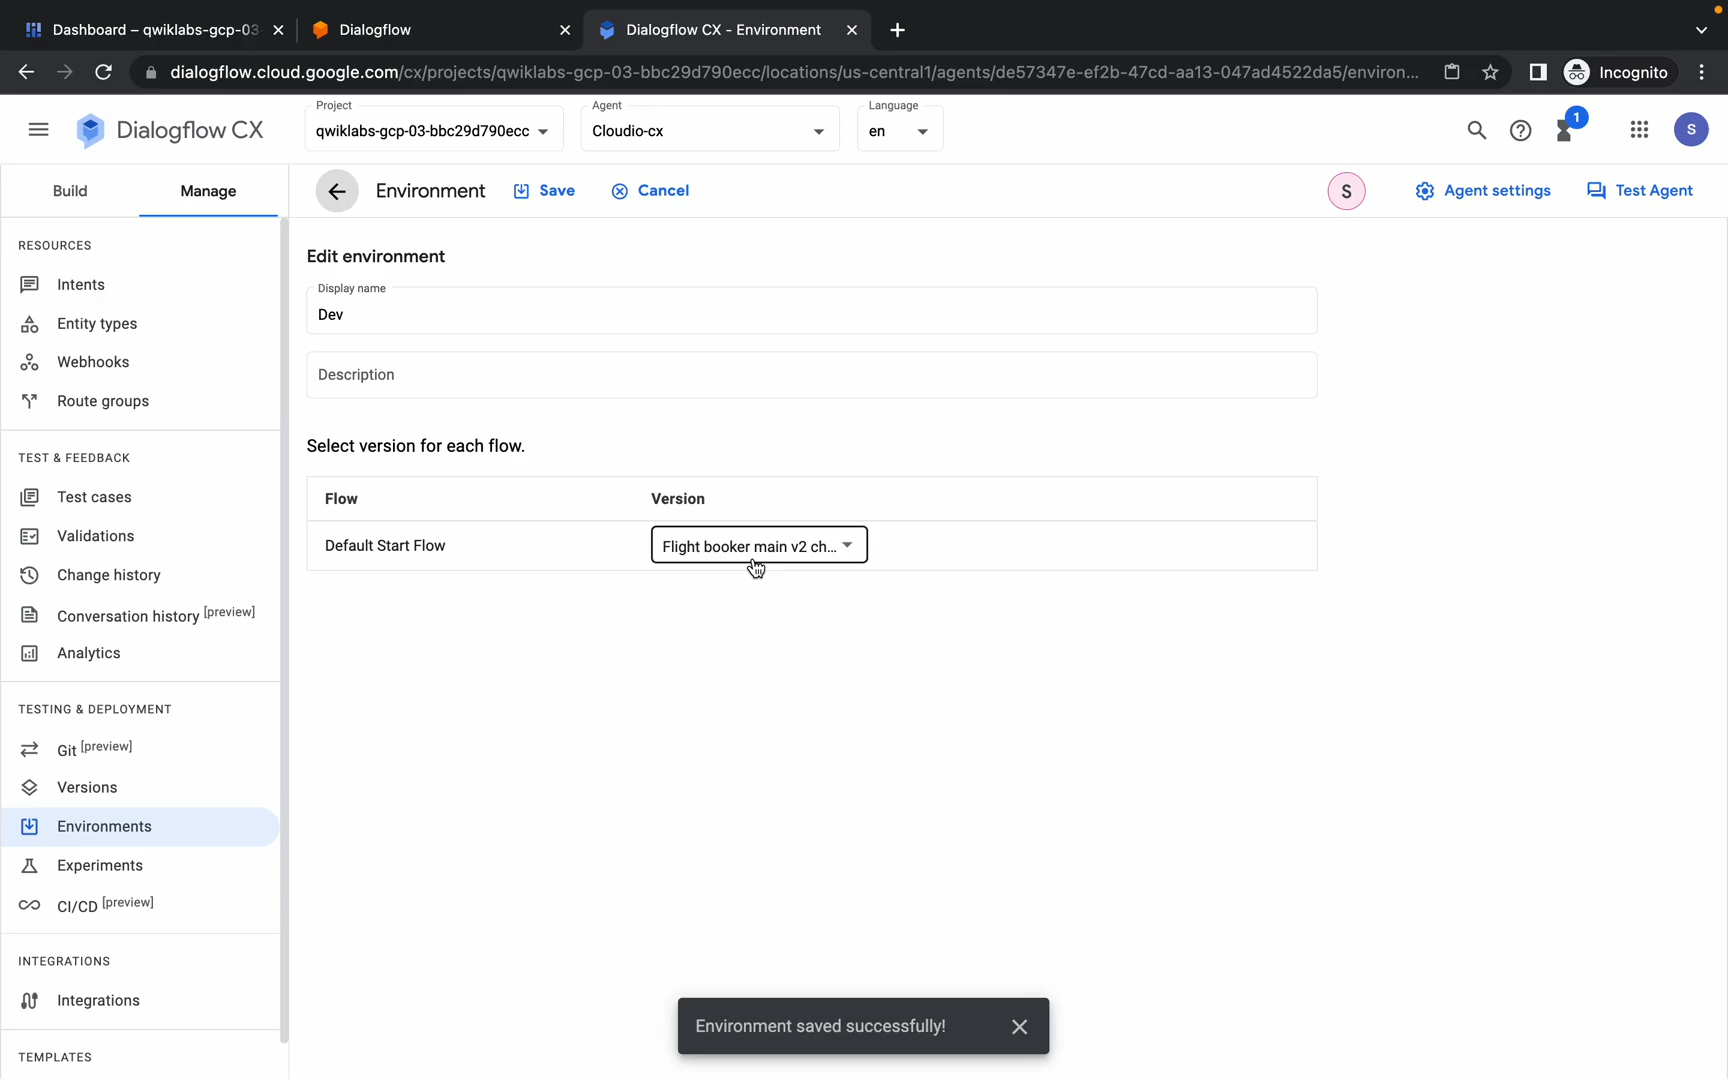 Dashboard – qwiklabs-gcp-03
Dialogflow
Dialogflow CX - Environment
dialogflow.cloud.google.com/cx/projects/qwiklabs-gcp-03-bbc29d790ecc/locations/us-central1/agents/de57347e-ef2b-47cd-aa13-047ad4522da5/environ...
Incognito
Dialogflow CX
Project
qwiklabs-gcp-03-bbc29d790ecc
Agent
Cloudio-cx
Language
en
1
S
Build
Manage
Environment
Save
Cancel
S
Agent settings
Test Agent
RESOURCES
Intents
Entity types
Webhooks
Route groups
TEST & FEEDBACK
Test cases
Validations
Change history
Conversation history [preview]
Analytics
TESTING & DEPLOYMENT
Git [preview]
Versions
Environments
Experiments
CI/CD [preview]
INTEGRATIONS
Integrations
TEMPLATES
Edit environment
Display name
Dev
Description
Select version for each flow.
Flow Version
Default Start Flow Flight booker main v2 ch...
Environment saved successfully!